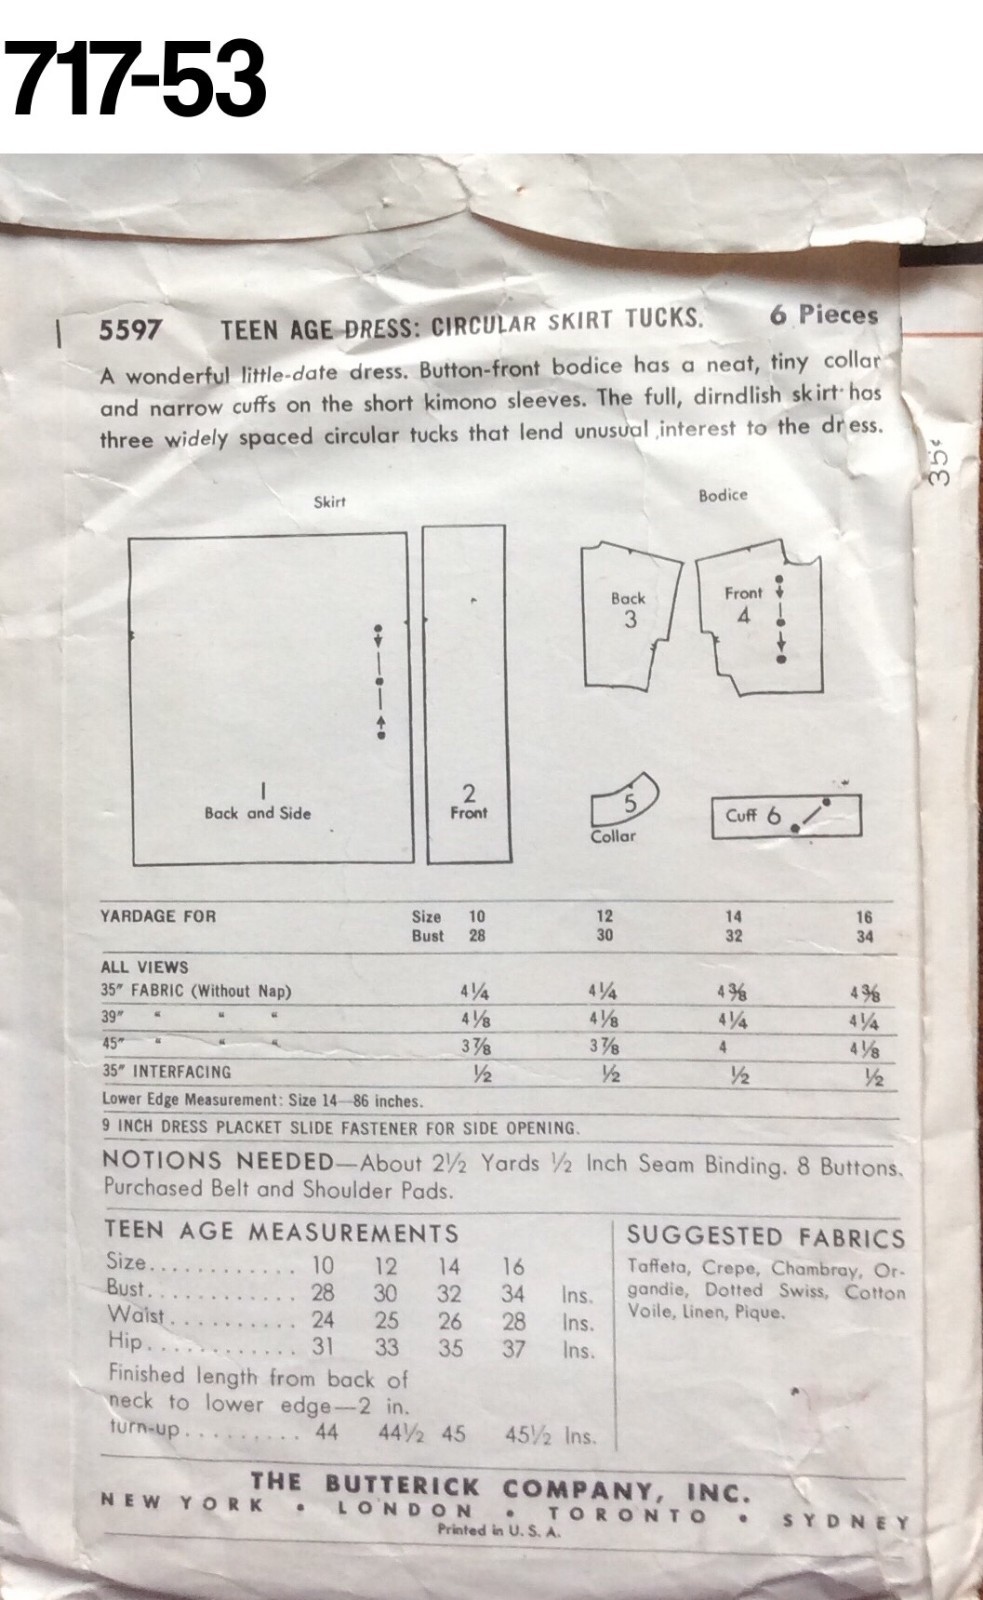 717-53
5597 TEEN AGE DRESS: CIRCULAR SKIRT TUCKS. 6 Pieces
A wonderful little-date dress. Button-front bodice has a neat, tiny collar
and narrow cuffs on the short kimono sleeves. The full, dirndlish skirt has
three widely spaced circular tucks that lend unusual interest to the dress.
35¢
Skirt Bodice
Back
3
Front
4
1
Back and Side
2
Front
5
Collar
Cuff 6
YARDAGE FOR Size 10 12 14 16
Bust 28 30 32 34
ALL VIEWS
35" FABRIC (Without Nap) 4¼ 4¼ 4⅜ 4⅜
39" " " " 4⅛ 4⅛ 4¼ 4¼
45" " " " 3⅞ 3⅞ 4 4⅛
35" INTERFACING ½ ½ ½ ½
Lower Edge Measurement: Size 14—86 inches.
9 INCH DRESS PLACKET SLIDE FASTENER FOR SIDE OPENING.
NOTIONS NEEDED—About 2½ Yards ½ Inch Seam Binding. 8 Buttons.
Purchased Belt and Shoulder Pads.
TEEN AGE MEASUREMENTS
Size............ 10 12 14 16
Bust............ 28 30 32 34 Ins.
Waist.......... 24 25 26 28 Ins.
Hip............ 31 33 35 37 Ins.
Finished length from back of
neck to lower edge—2 in.
turn-up......... 44 44½ 45 45½ Ins.
SUGGESTED FABRICS
Taffeta, Crepe, Chambray, Or-
gandie, Dotted Swiss, Cotton
Voile, Linen, Pique.
THE BUTTERICK COMPANY, INC.
NEW YORK • LONDON • TORONTO • SYDNEY
Printed in U. S. A.